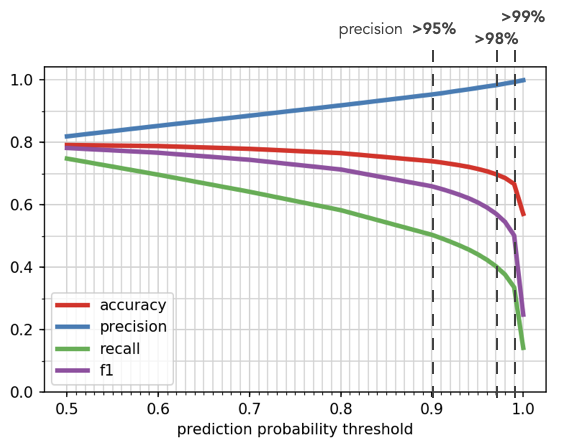 >99%
precision >95%
>98%
1.0
0.8
0.6
0.4
0.2
0.0
accuracy
precision
recall
f1
0.5 0.6 0.7 0.8 0.9 1.0
prediction probability threshold